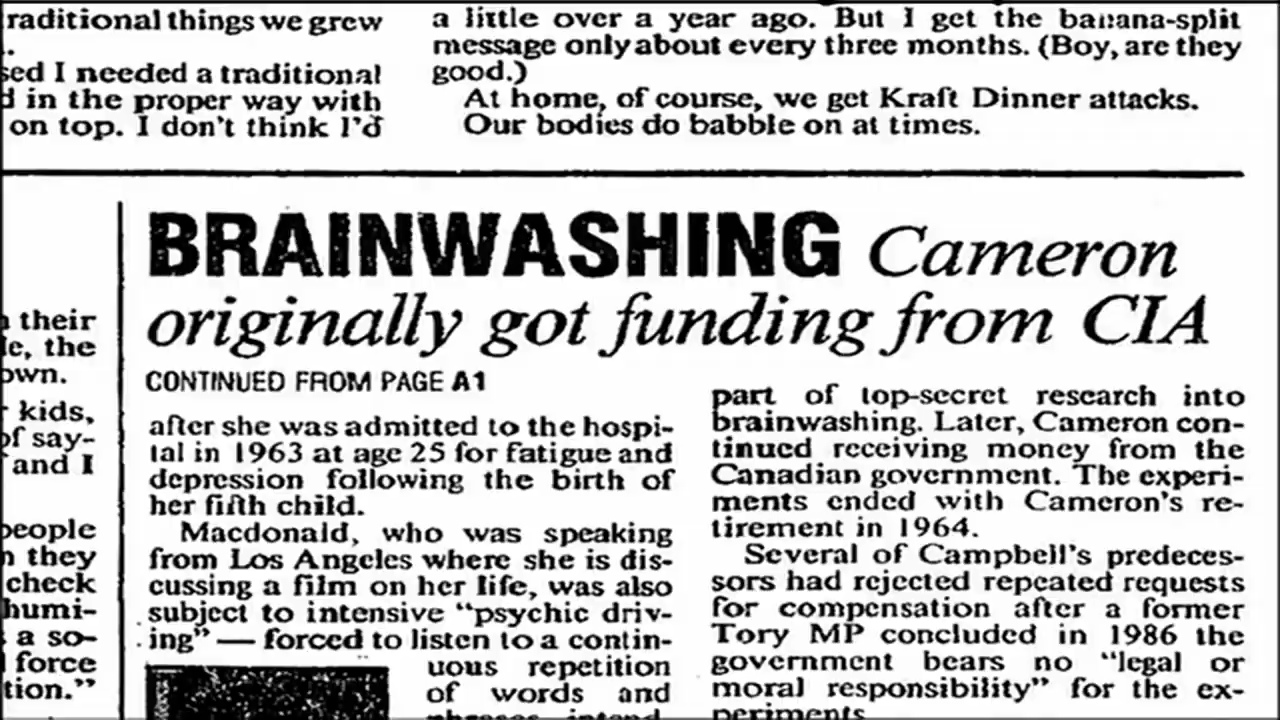 raditional things we grew
.
sed I needed a traditional
d in the proper way with
on top. I don't think I'd
a little over a year ago. But I get the banana-split
message only about every three months. (Boy, are they
good.)
At home, of course, we get Kraft Dinner attacks.
Our bodies do babble on at times.
their
le, the
own.
kids,
of say-
and I
people
they
check
humi-
a so-
force
tion."
BRAINWASHING Cameron
originally got funding from CIA
CONTINUED FROM PAGE A1
after she was admitted to the hospi-
tal in 1963 at age 25 for fatigue and
depression following the birth of
her fifth child.
Macdonald, who was speaking
from Los Angeles where she is dis-
cussing a film on her life, was also
subject to intensive "psychic driv-
ing" — forced to listen to a contin-
uous repetition
of words and
phrases intend-
part of top-secret research into
brainwashing. Later, Cameron con-
tinued receiving money from the
Canadian government. The experi-
ments ended with Cameron's re-
tirement in 1964.
Several of Campbell's predeces-
sors had rejected repeated requests
for compensation after a former
Tory MP concluded in 1986 the
government bears no "legal or
moral responsibility" for the ex-
periments